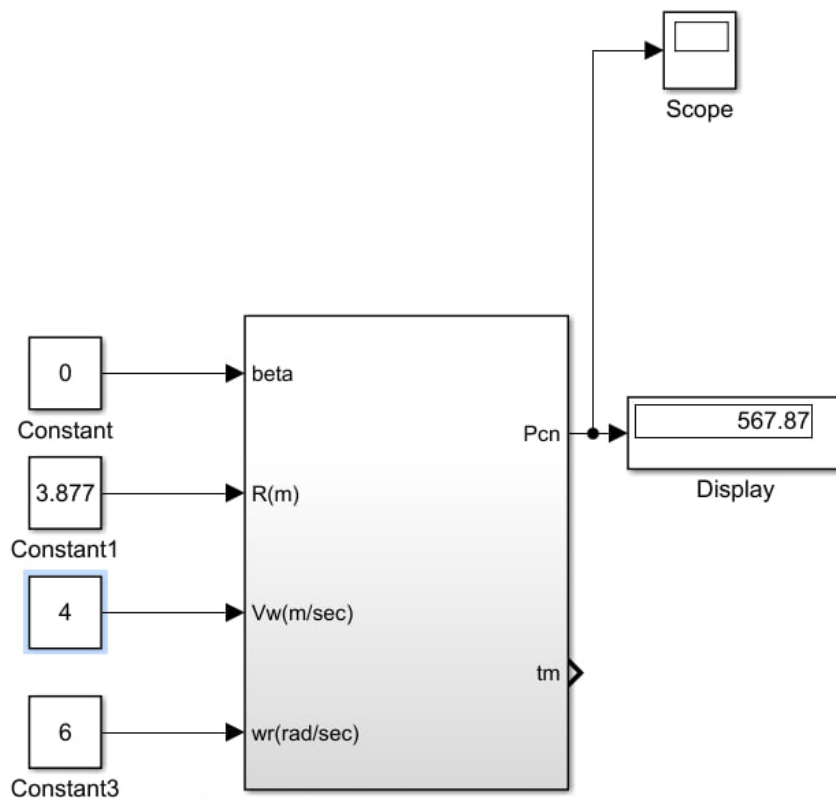 Scope
0
beta
Constant
Pcn
567.87
Display
3.877
R(m)
Constant1
4
Vw(m/sec)
tm
6
wr(rad/sec)
Constant3